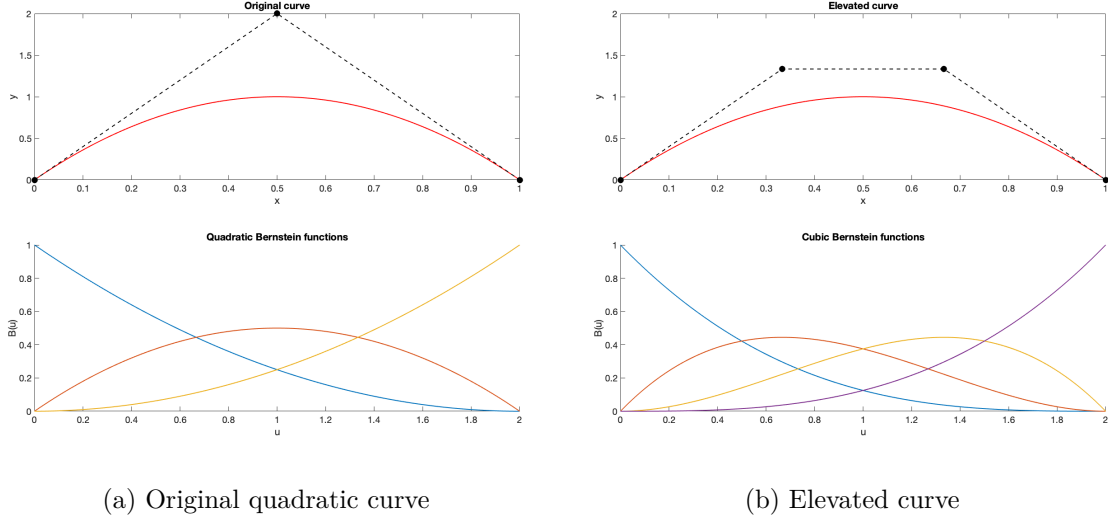 Original curve
2
1.5
1
0.5
0
y
0 0.1 0.2 0.3 0.4 0.5 0.6 0.7 0.8 0.9 1
x
Quadratic Bernstein functions
1
0.8
0.6
0.4
0.2
0
B(u)
0 0.2 0.4 0.6 0.8 1 1.2 1.4 1.6 1.8 2
u
(a) Original quadratic curve
Elevated curve
2
1.5
1
0.5
0
y
0 0.1 0.2 0.3 0.4 0.5 0.6 0.7 0.8 0.9 1
x
Cubic Bernstein functions
1
0.8
0.6
0.4
0.2
0
B(u)
0 0.2 0.4 0.6 0.8 1 1.2 1.4 1.6 1.8 2
u
(b) Elevated curve